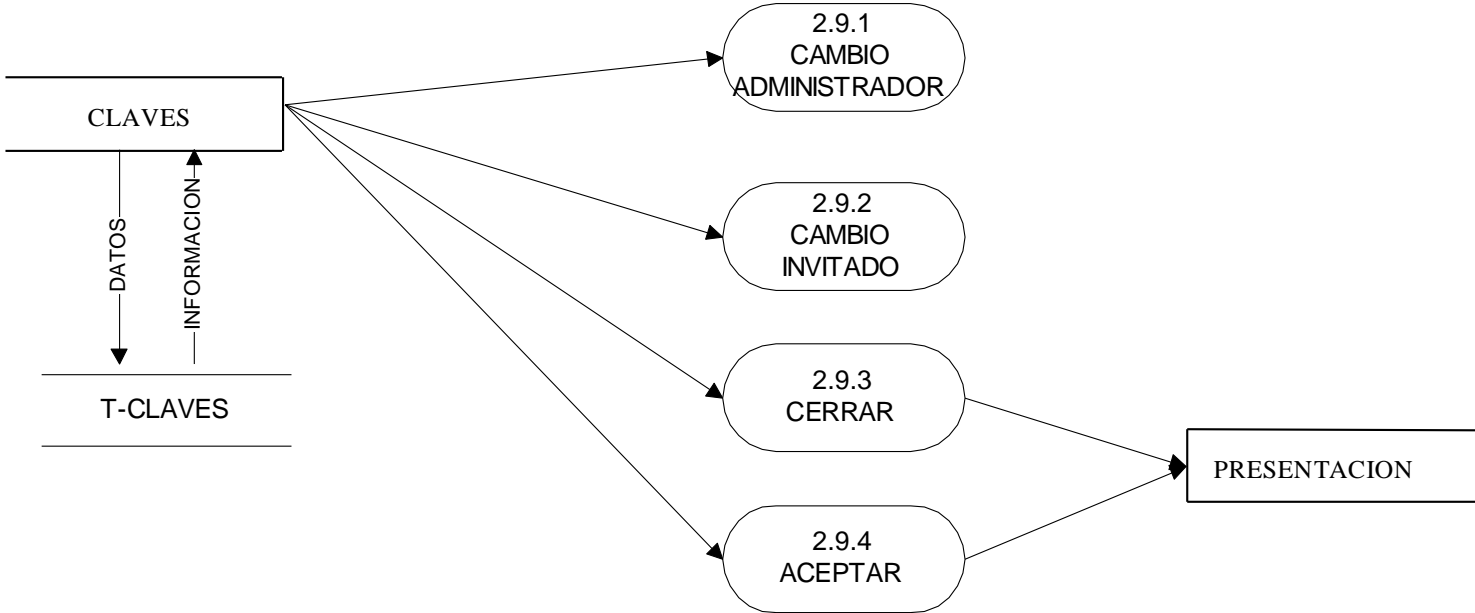 2.9.1
CAMBIO
ADMINISTRADOR
CLAVES
2.9.2
CAMBIO
INVITADO
DATOS
INFORMACION
2.9.3
CERRAR
T-CLAVES
PRESENTACION
2.9.4
ACEPTAR